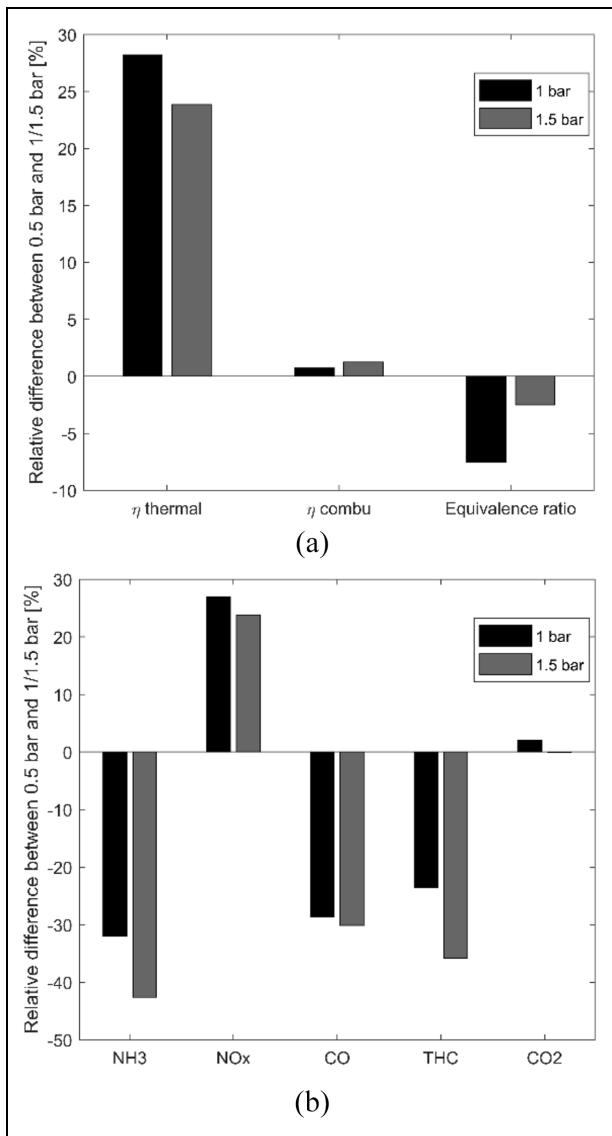 Relative difference between 0.5 bar and 1/1.5 bar [%]
30
25
20
15
10
5
0
-5
-10
1 bar
1.5 bar
η thermal
η combu
Equivalence ratio
(a)
Relative difference between 0.5 bar and 1/1.5 bar [%]
30
20
10
0
-10
-20
-30
-40
-50
1 bar
1.5 bar
NH3
NOx
CO
THC
CO2
(b)